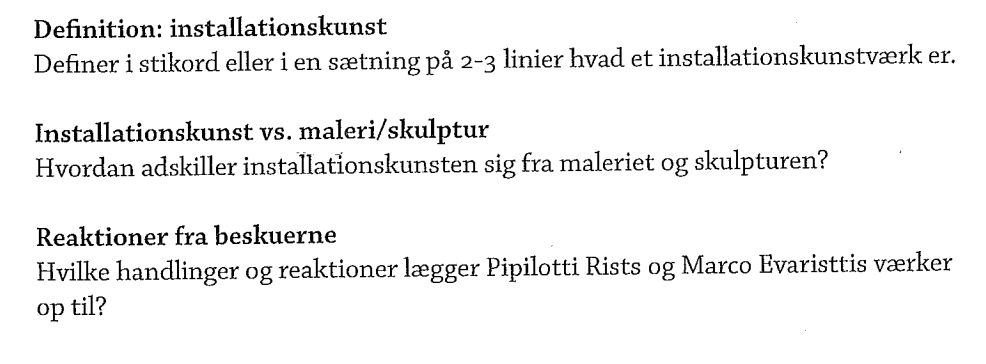 Definition: installationskunst
Definer i stikord eller i en sætning på 2-3 linier hvad et installationskunstværk er.
Installationskunst vs. maleri/skulptur
Hvordan adskiller installationskunsten sig fra maleriet og skulpturen?
Reaktioner fra beskuerne
Hvilke handlinger og reaktioner lægger Pipilotti Rists og Marco Evaristtis værker
op til?